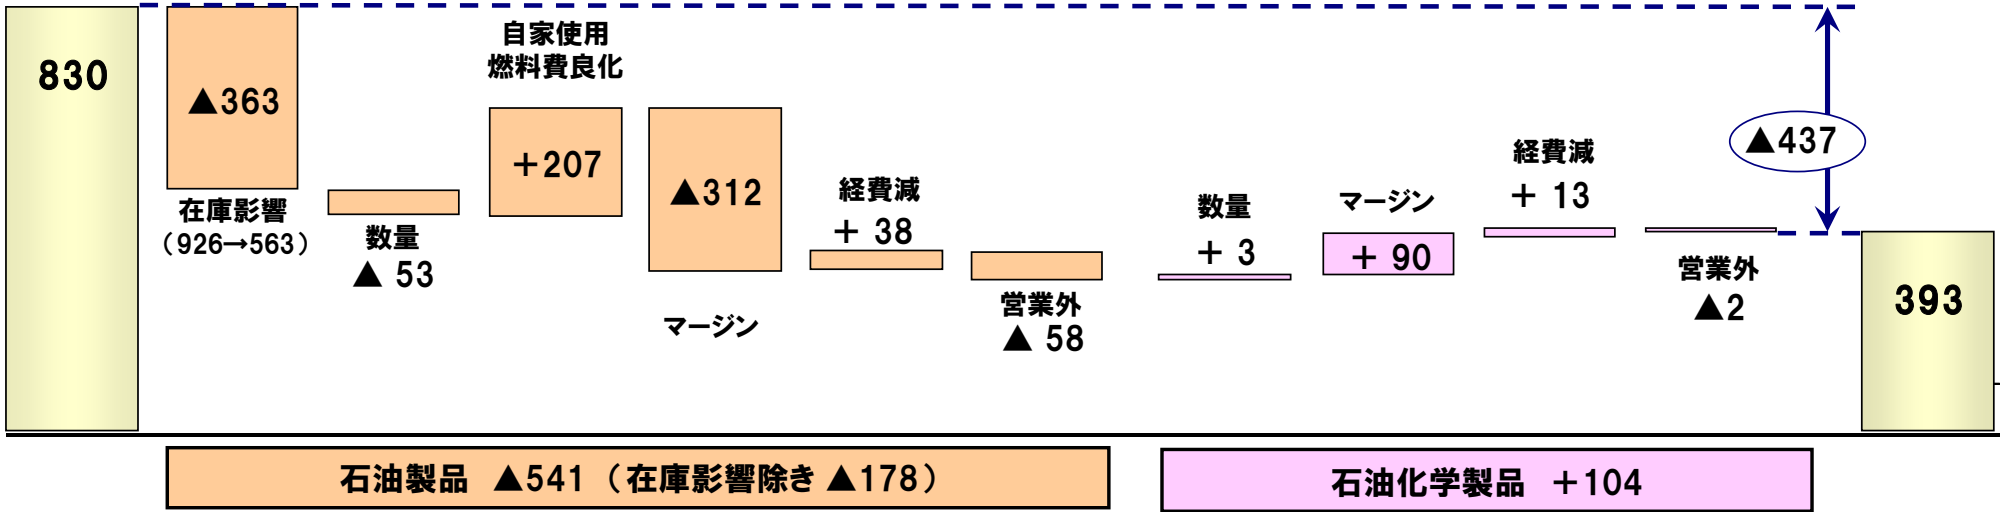 830
▲363
在庫影響
（926→563）
数量
▲ 53
自家使用
燃料費良化
＋207
▲312
マージン
経費減
＋ 38
営業外
▲ 58
数量
＋ 3
マージン
＋ 90
経費減
＋ 13
営業外
▲2
▲437
393
石油製品 ▲541 （在庫影響除き ▲178）
石油化学製品 ＋104